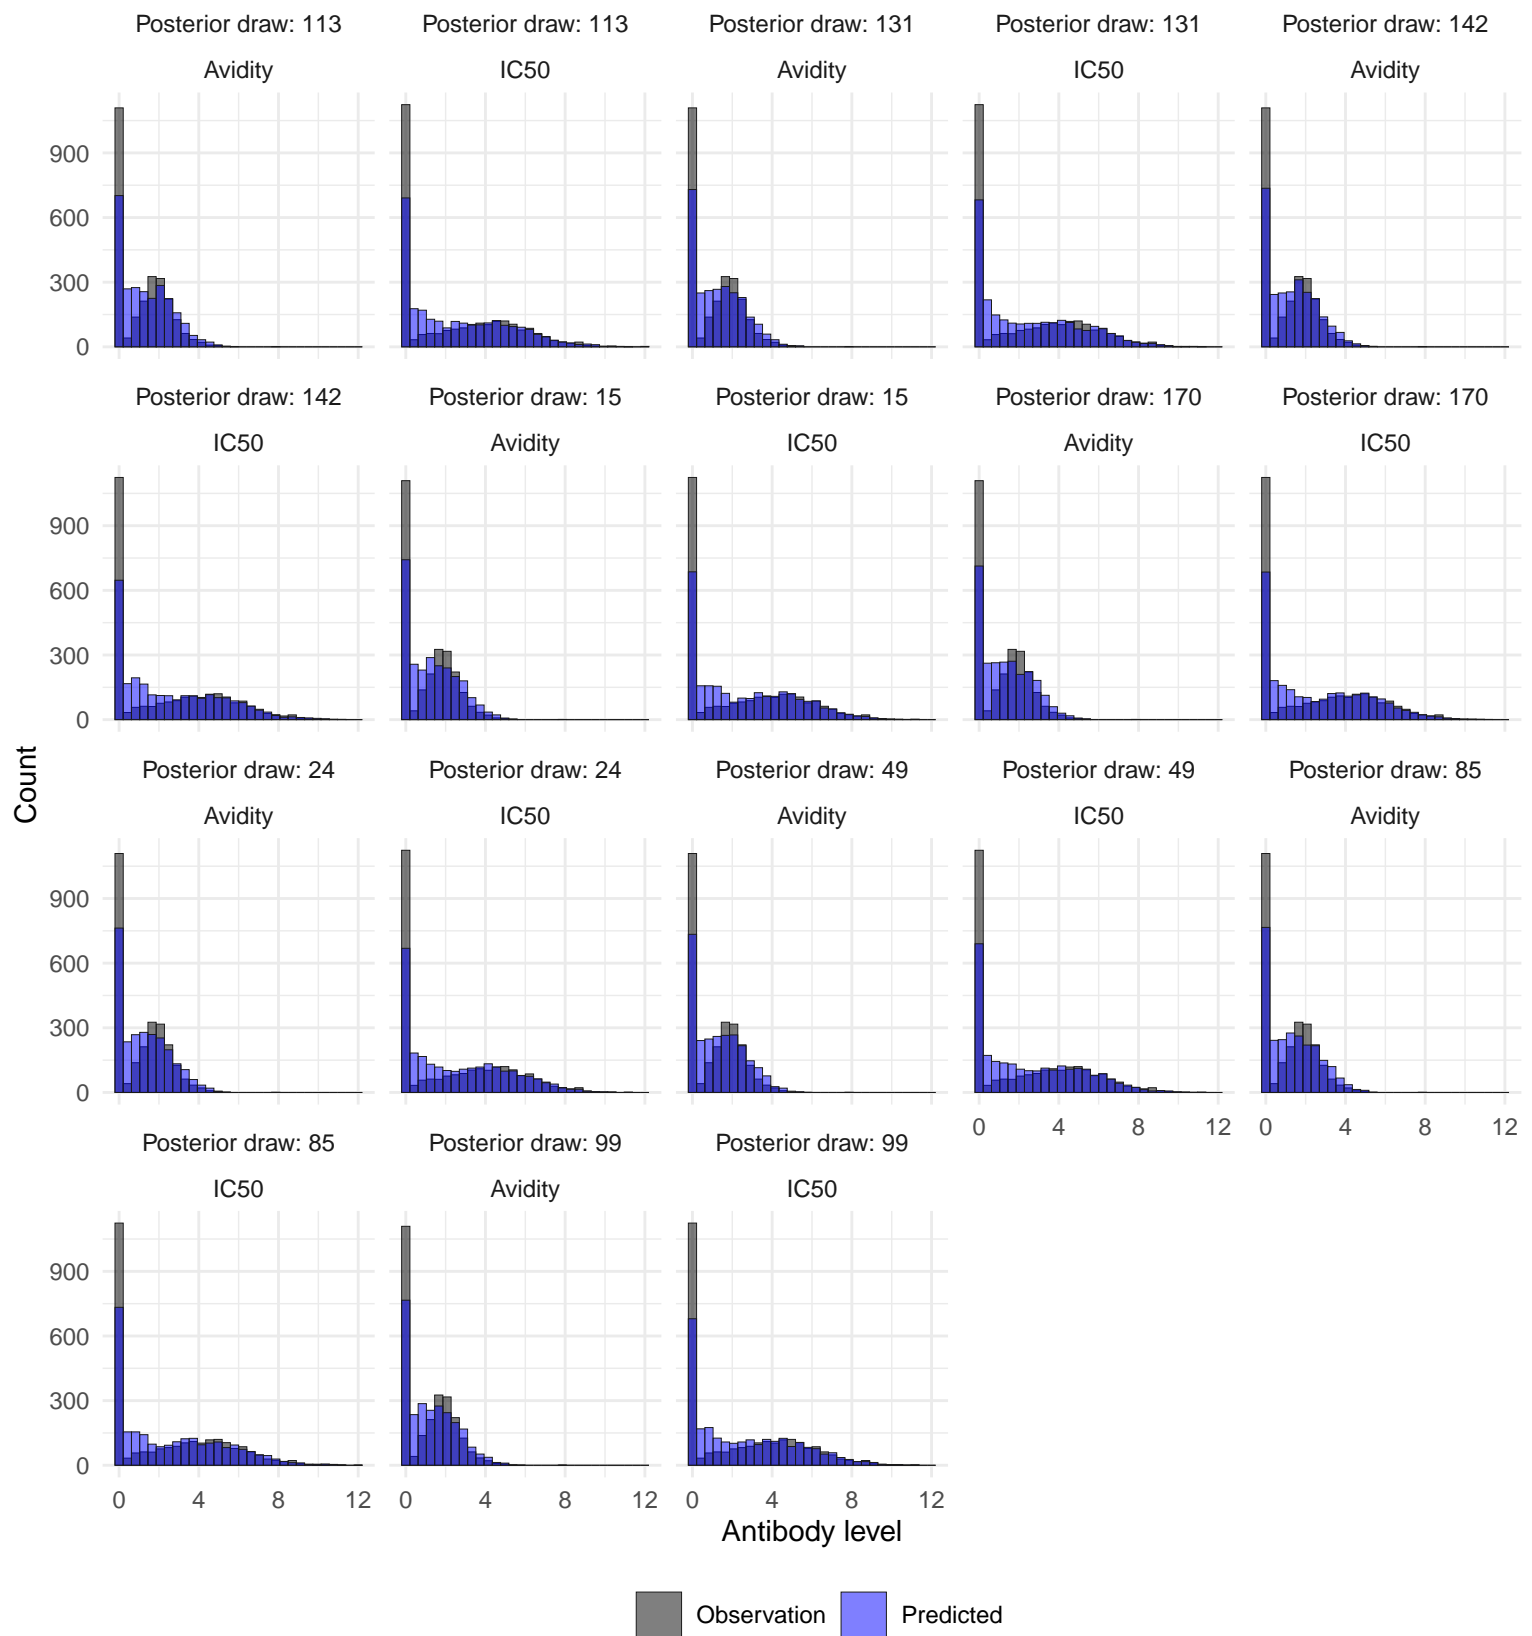 Posterior draw: 113 Posterior draw: 113 Posterior draw: 131 Posterior draw: 131 Posterior draw: 142
Avidity IC50 Avidity IC50 Avidity
900
600
300
0
Posterior draw: 142 Posterior draw: 15 Posterior draw: 15 Posterior draw: 170 Posterior draw: 170
IC50 Avidity IC50 Avidity IC50
900
600
300
0
Count
Posterior draw: 24 Posterior draw: 24 Posterior draw: 49 Posterior draw: 49 Posterior draw: 85
Avidity IC50 Avidity IC50 Avidity
900
600
300
0
0 4 8 12 0 4 8 12
Posterior draw: 85 Posterior draw: 99 Posterior draw: 99
IC50 Avidity IC50
900
600
300
0
0 4 8 12 0 4 8 12 0 4 8 12
Antibody level
Observation Predicted